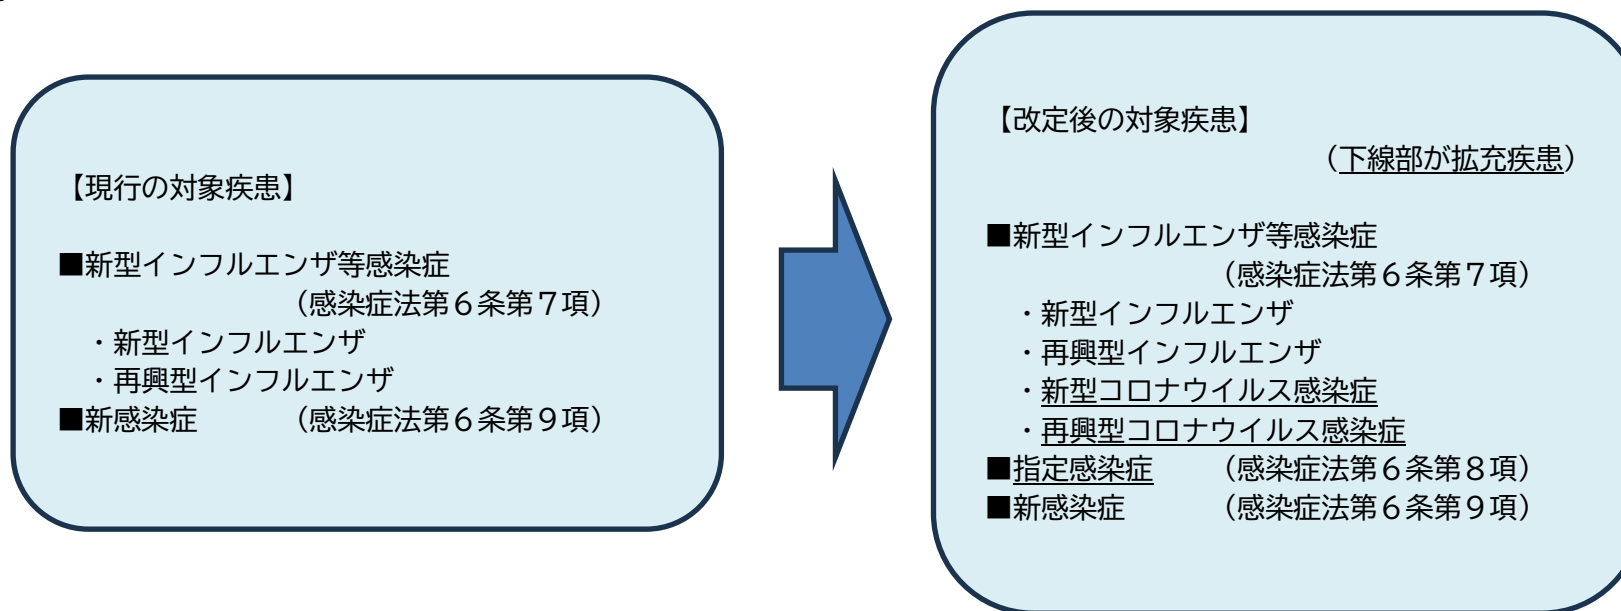 【現行の対象疾患】
■新型インフルエンザ等感染症
（感染症法第６条第７項）
・新型インフルエンザ
・再興型インフルエンザ
■新感染症　　　（感染症法第６条第９項）
【改定後の対象疾患】
（下線部が拡充疾患）
■新型インフルエンザ等感染症
（感染症法第６条第７項）
・新型インフルエンザ
・再興型インフルエンザ
・新型コロナウイルス感染症
・再興型コロナウイルス感染症
■指定感染症　　（感染症法第６条第８項）
■新感染症　　　（感染症法第６条第９項）